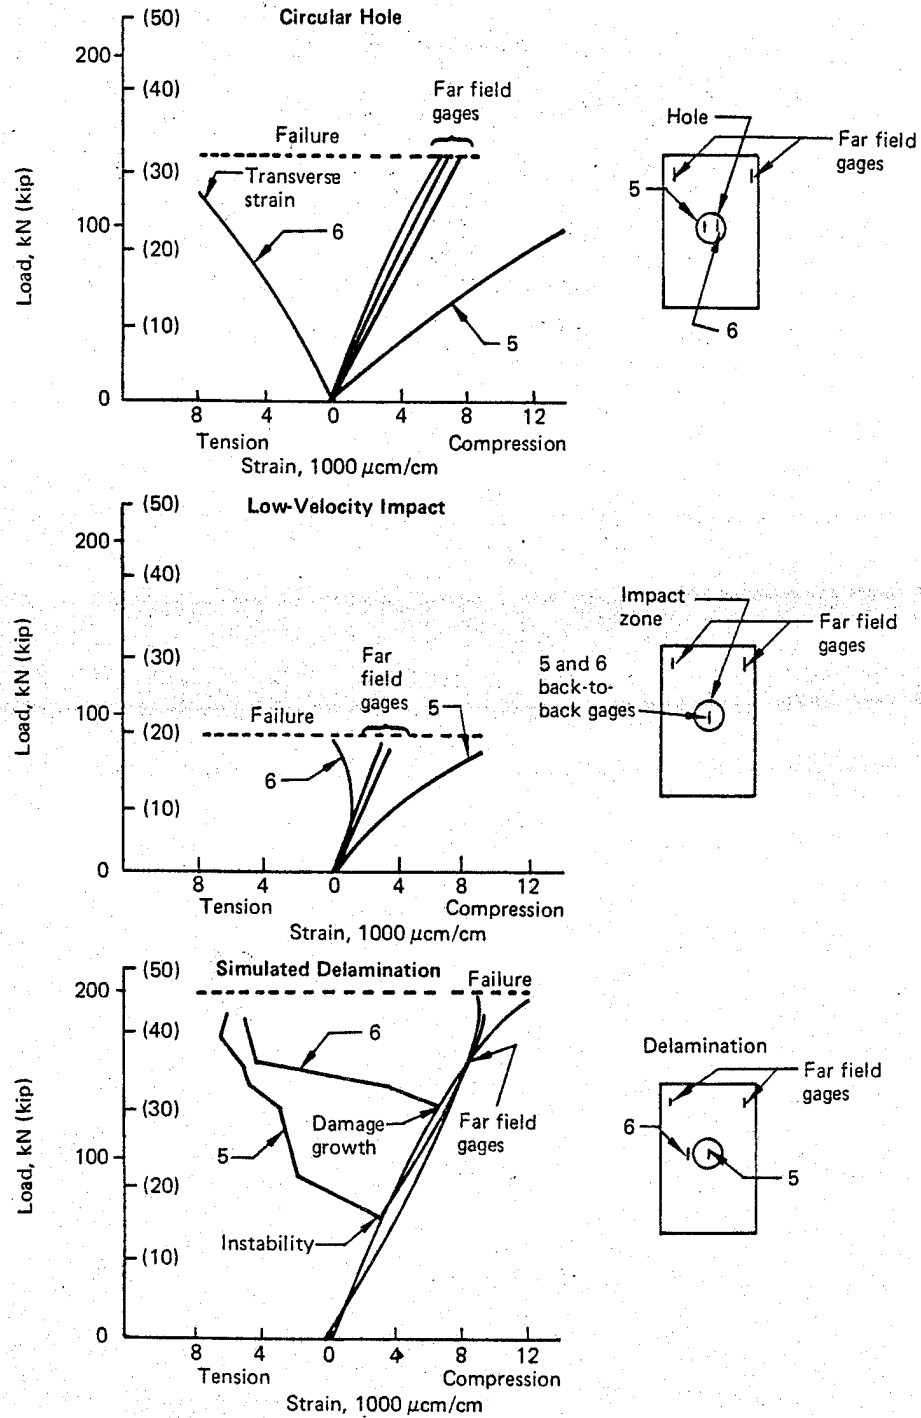 Circular Hole
(50)
200
(40)
(30)
100
(20)
(10)
0
Load, kN (kip)
Failure
Transverse
strain
6
Far field
gages
5
8
4
0
4
8
12
Tension
Compression
Strain, 1000 μcm/cm
Hole
Far field
gages
5
6
Low-Velocity Impact
(50)
200
(40)
(30)
100
(20)
(10)
0
Load, kN (kip)
Failure
Far
field
gages
5
6
8
4
0
4
8
12
Tension
Compression
Strain, 1000 μcm/cm
Impact
zone
Far field
gages
5 and 6
back-to-
back gages
Simulated Delamination
(50)
200
(40)
(30)
100
(20)
(10)
0
Load, kN (kip)
Failure
6
Damage
growth
Far field
gages
5
Instability
8
4
0
4
8
12
Tension
Compression
Strain, 1000 μcm/cm
Delamination
Far field
gages
6
5